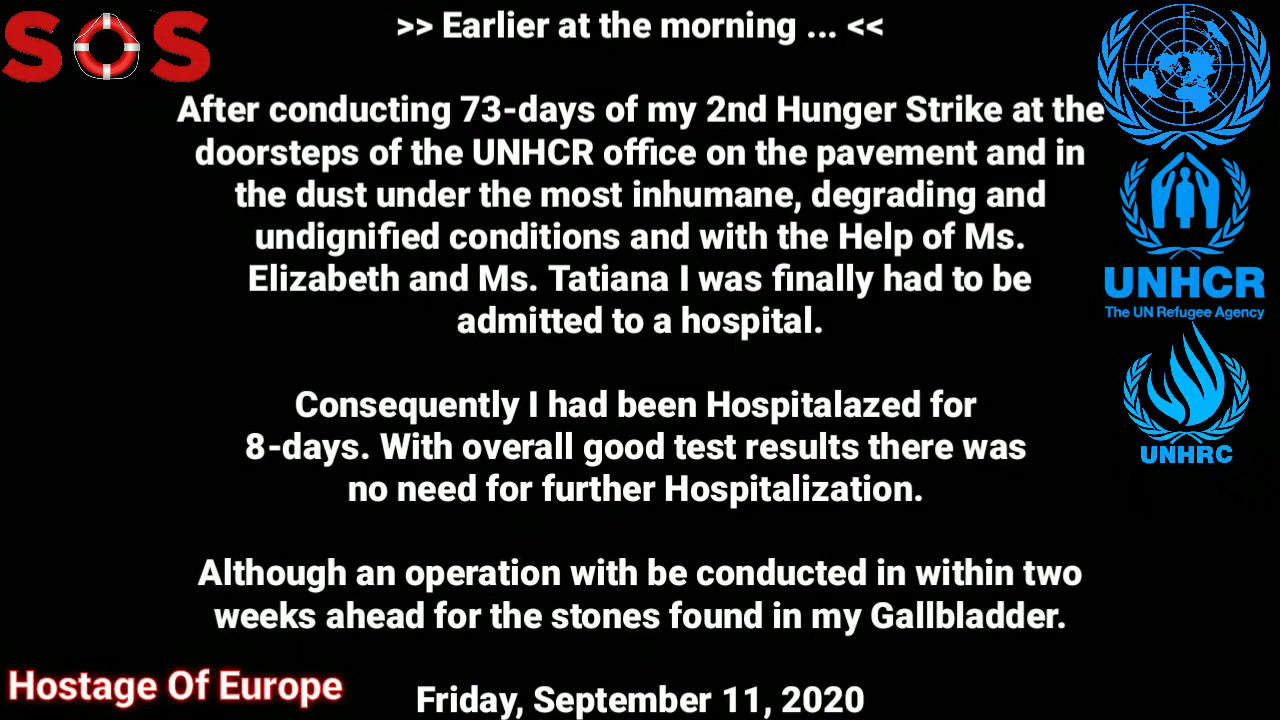 SOS
>> Earlier at the morning ... <<
After conducting 73-days of my 2nd Hunger Strike at the
doorsteps of the UNHCR office on the pavement and in
the dust under the most inhumane, degrading and
undignified conditions and with the Help of Ms.
Elizabeth and Ms. Tatiana I was finally had to be
admitted to a hospital.
Consequently I had been Hospitalazed for
8-days. With overall good test results there was
no need for further Hospitalization.
Although an operation with be conducted in within two
weeks ahead for the stones found in my Gallbladder.
Friday, September 11, 2020
Hostage Of Europe
UNHCR
The UN Refugee Agency
UNHRC